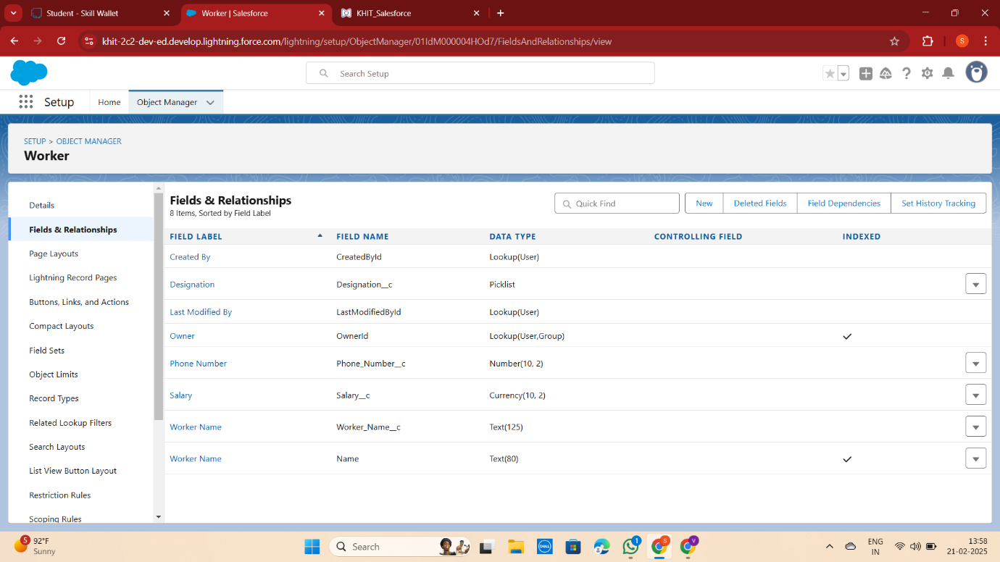 Student - Skill Wallet
Worker | Salesforce
KHIT_Salesforce
khit-2c2-dev-ed.develop.lightning.force.com/lightning/setup/ObjectManager/01IdM000004HOd7/FieldsAndRelationships/view
S
Search Setup
Setup
Home
Object Manager
SETUP > OBJECT MANAGER
Worker
Details
Fields & Relationships
Page Layouts
Lightning Record Pages
Buttons, Links, and Actions
Compact Layouts
Field Sets
Object Limits
Record Types
Related Lookup Filters
Search Layouts
List View Button Layout
Restriction Rules
Scoping Rules
Fields & Relationships
8 Items, Sorted by Field Label
Quick Find
New
Deleted Fields
Field Dependencies
Set History Tracking
FIELD LABEL FIELD NAME DATA TYPE CONTROLLING FIELD INDEXED
Created By CreatedById Lookup(User)
Designation Designation__c Picklist
Last Modified By LastModifiedById Lookup(User)
Owner OwnerId Lookup(User,Group)
Phone Number Phone_Number__c Number(10, 2)
Salary Salary__c Currency(10, 2)
Worker Name Worker_Name__c Text(125)
Worker Name Name Text(80)
5
92°F
Sunny
Search
DELL
1
S
V
ENG
IN
13:58
21-02-2025